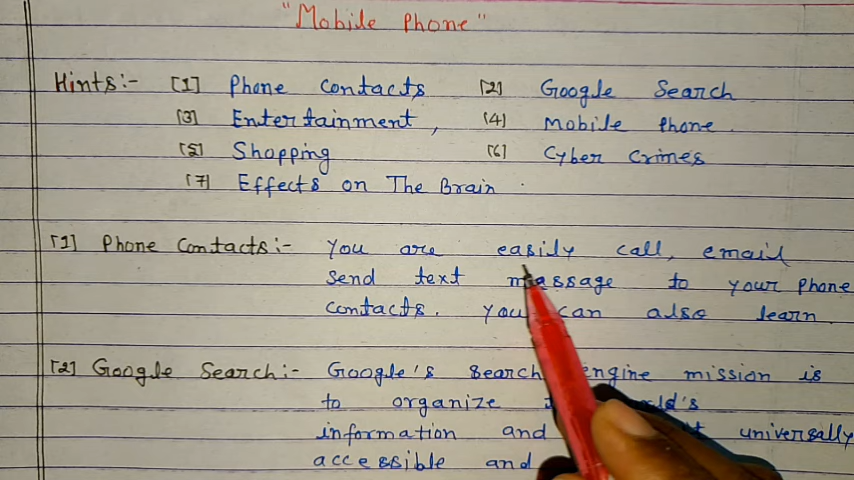 "Mobile Phone"
Hints:- [1] Phone Contacts [2] Google Search
[3] Entertainment, [4] Mobile Phone.
[5] Shopping [6] Cyber Crimes
[7] Effects on The Brain.
[1] Phone Contacts:- You are easily call, email
send text massage to your phone
contacts. you can also learn.
[2] Google Search:- Google's search engine mission is
to organize
information and universally
accessible and